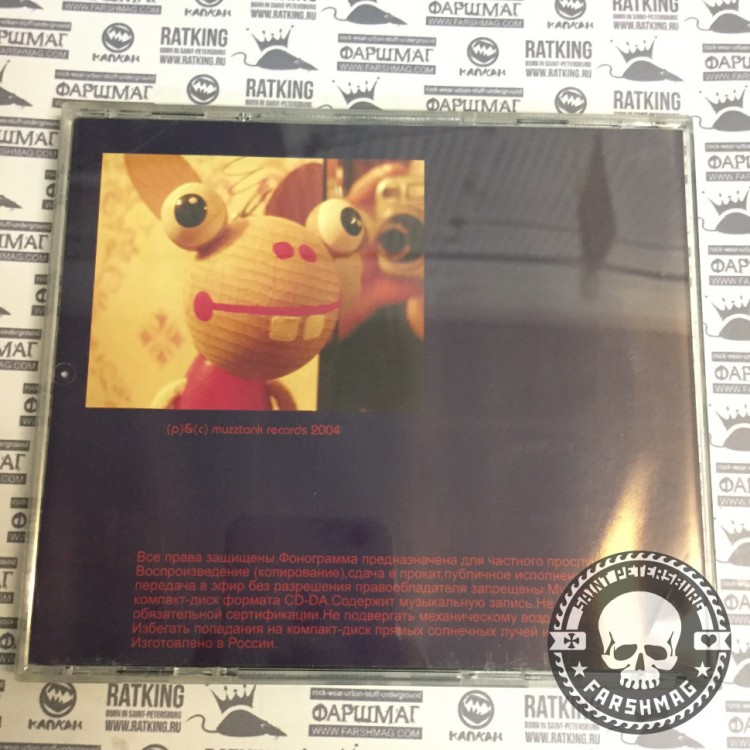 (p)&(c) muzztank records 2004
Все права защищены.Фонограмма предназначена для частного
Воспроизведение (копирование),сдача в прокат,публичное
передача в эфир без разрешения правообладателя запрещены.
компакт-диск формата CD-DA.Содержит музыкальную запись.
обязательной сертификации.Не подвергать механическому
Избегать попадания на компакт-диск прямых солнечных лучей и
Изготовлено в России.
SAINT PETERSBURG
FARSHMAG
RATKING
BORN IN SAINT-PETERSBURG
WWW.RATKING.RU
КАПКАН
rock-wear-urban-stuff-underground
ФАРШМАГ
WWW.FARSHMAG.COM